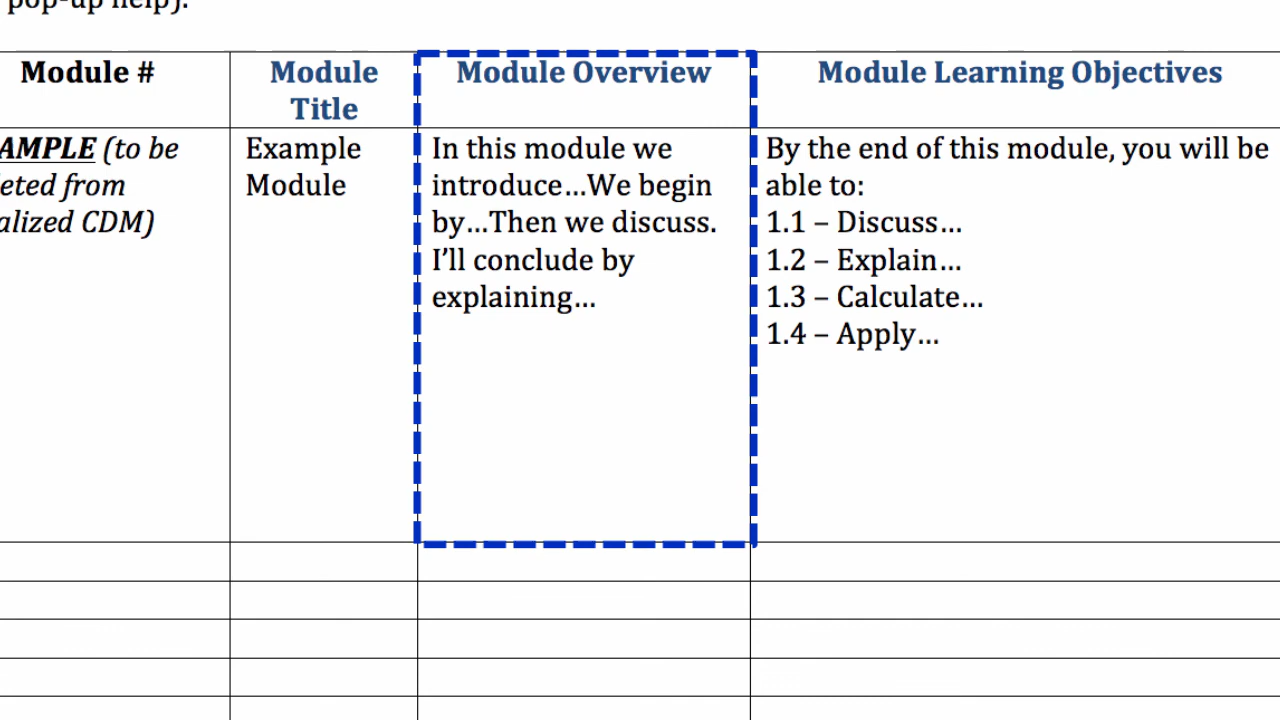 pop-up help).
Module #
Module
Title
Module Overview
Module Learning Objectives
AMPLE (to be
eted from
alized CDM)
Example
Module
In this module we
introduce…We begin
by…Then we discuss.
I’ll conclude by
explaining…
By the end of this module, you will be
able to:
1.1 – Discuss…
1.2 – Explain…
1.3 – Calculate…
1.4 – Apply…